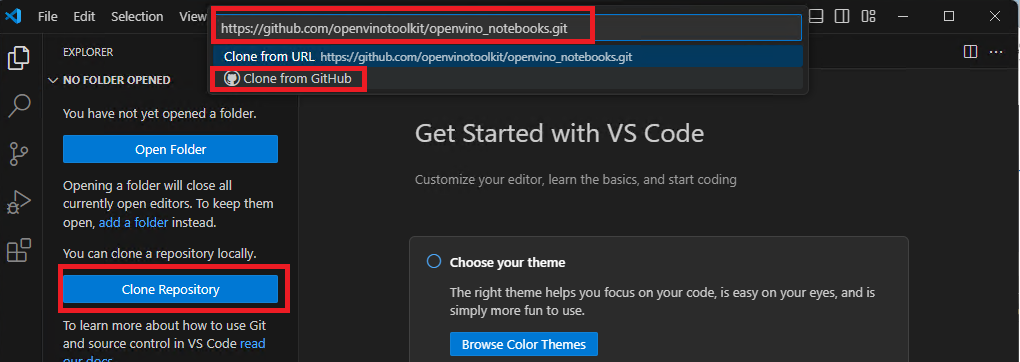 File Edit Selection View
https://github.com/openvinotoolkit/openvino_notebooks.git
Clone from URL https://github.com/openvinotoolkit/openvino_notebooks.git
Clone from GitHub
EXPLORER
NO FOLDER OPENED
You have not yet opened a folder.
Open Folder
Opening a folder will close all
currently open editors. To keep them
open, add a folder instead.
You can clone a repository locally.
Clone Repository
To learn more about how to use Git
and source control in VS Code read
our docs.
Get Started with VS Code
Customize your editor, learn the basics, and start coding
Choose your theme
The right theme helps you focus on your code, is easy on your eyes, and is
simply more fun to use.
Browse Color Themes